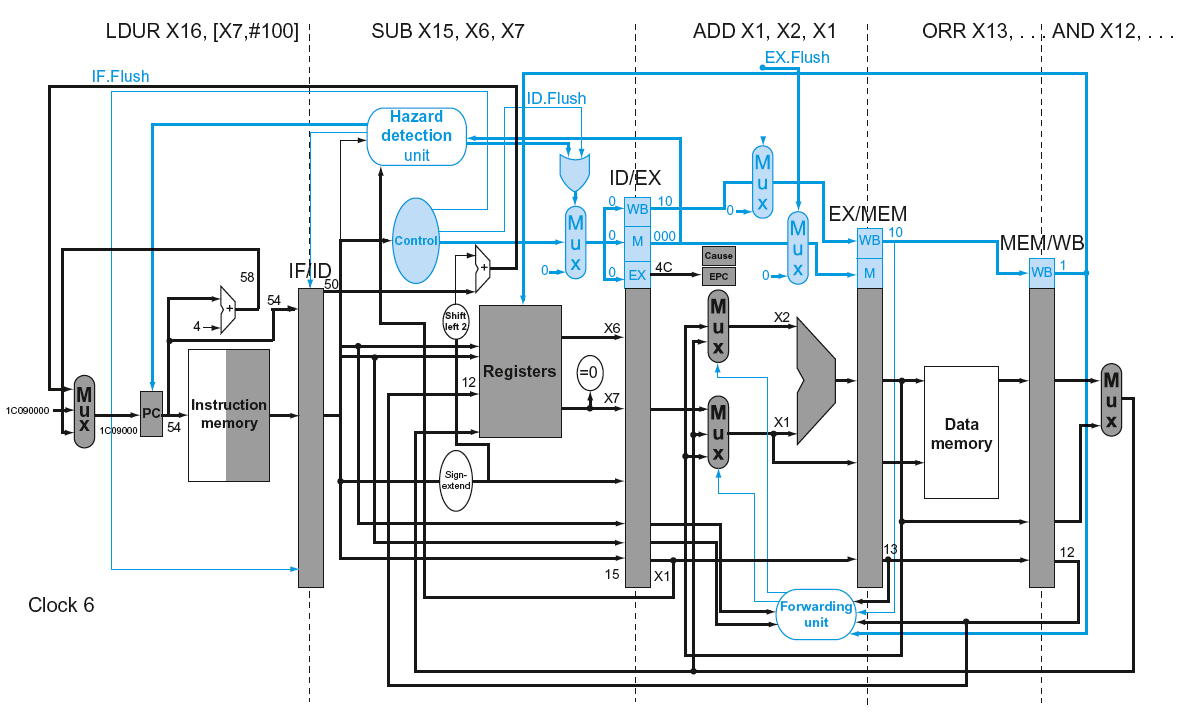 LDUR X16, [X7,#100]
SUB X15, X6, X7
ADD X1, X2, X1
ORR X13, . . .
AND X12, . . .
EX.Flush
IF.Flush
ID.Flush
Hazard
detection
unit
ID/EX
Mux
0
Control
Mux
0
0
0
0
WB
M
EX
10
000
4C
Cause
EPC
Mux
0
EX/MEM
WB
M
10
MEM/WB
WB
1
IF/ID
50
58
54
4
+
+
Shift
left 2
Mux
1C090000
1C09000
PC
54
Instruction
memory
12
Registers
X6
=0
X7
Mux
Mux
X2
X1
Data
memory
Mux
Sign-
extend
15
X1
13
12
Forwarding
unit
Clock 6